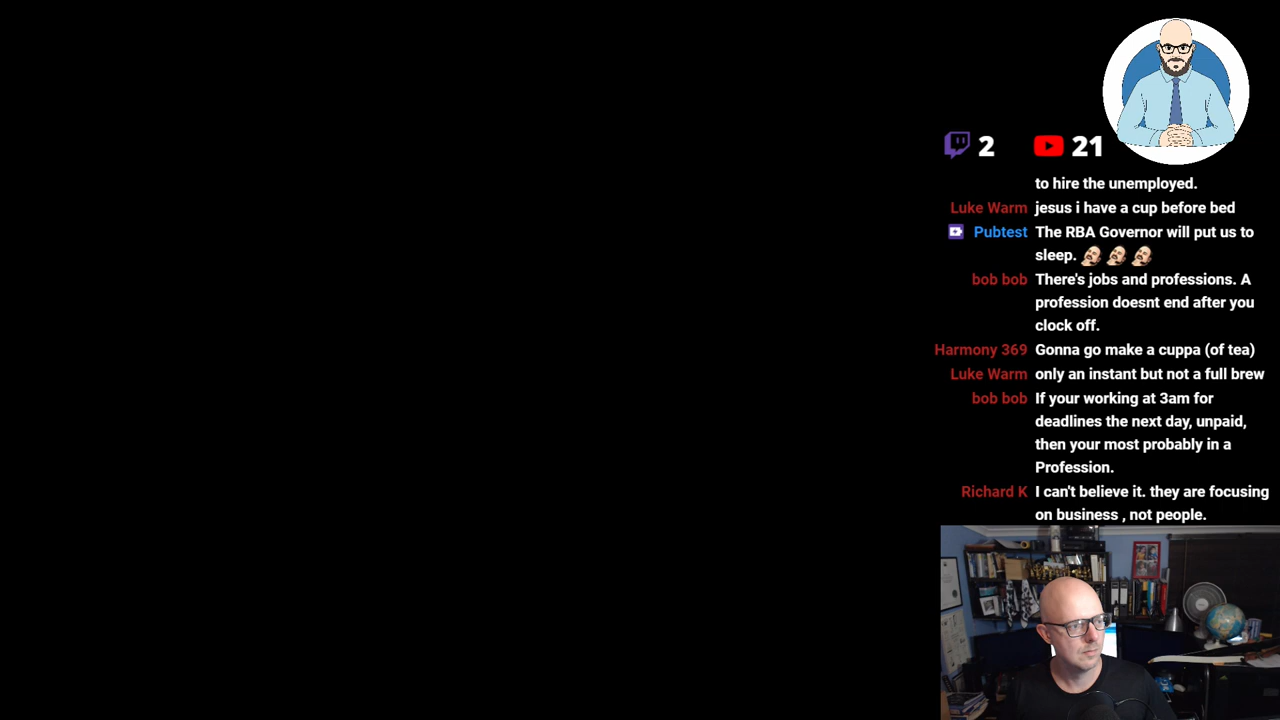 2 21
to hire the unemployed.
Luke Warm jesus i have a cup before bed
Pubtest The RBA Governor will put us to
sleep.
bob bob There's jobs and professions. A
profession doesnt end after you
clock off.
Harmony 369 Gonna go make a cuppa (of tea)
Luke Warm only an instant but not a full brew
bob bob If your working at 3am for
deadlines the next day, unpaid,
then your most probably in a
Profession.
Richard K I can't believe it. they are focusing
on business , not people.